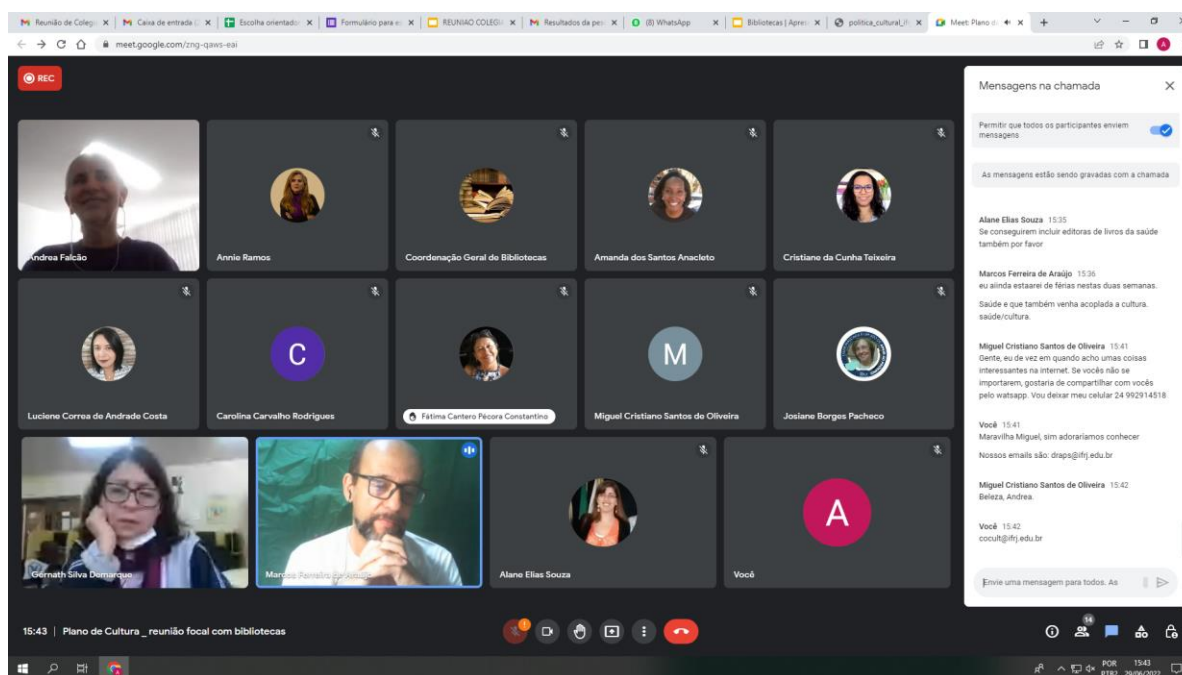 Reunião de Coleg
Caixa de entrada
Escolha orientador
Formulário para e
REUNIAO COLEGI
Resultados da pes
(8) WhatsApp
Bibliotecas | Apres
politica_cultural_if
Meet: Plano d
meet.google.com/zng-qaws-eai
REC
Andrea Falcão
Annie Ramos
Coordenação Geral de Bibliotecas
Amanda dos Santos Anacleto
Cristiane da Cunha Teixeira
Luciene Correa de Andrade Costa
C
Carolina Carvalho Rodrigues
Fátima Cantero Pécora Constantino
M
Miguel Cristiano Santos de Oliveira
Josiane Borges Pacheco
Silva Demarque
Marcos Ferreira de Araújo
Alane Elias Souza
A
Você
Mensagens na chamada
Permitir que todos os participantes enviem
mensagens
As mensagens estão sendo gravadas com a chamada
Alane Elias Souza 15:35
Se conseguirem incluir editoras de livros da saúde
também por favor
Marcos Ferreira de Araújo 15:36
eu aiinda estaarei de férias nestas duas semanas.
Saúde e que também venha acoplada a cultura.
saúde/cultura.
Miguel Cristiano Santos de Oliveira 15:41
Gente, eu de vez em quando acho umas coisas
interessantes na internet. Se vocês não se
importarem, gostaria de compartilhar com vocês
pelo watsapp. Vou deixar meu celular 24 992914518
Você 15:41
Maravilha Miguel, sim adoraríamos conhecer
Nossos emails são: draps@ifrj.edu.br
Miguel Cristiano Santos de Oliveira 15:42
Beleza, Andrea.
Você 15:42
cocult@ifrj.edu.br
Envie uma mensagem para todos. As
15:43 | Plano de Cultura _ reunião focal com bibliotecas
1
14
POR
PTB2
15:43
29/06/2022